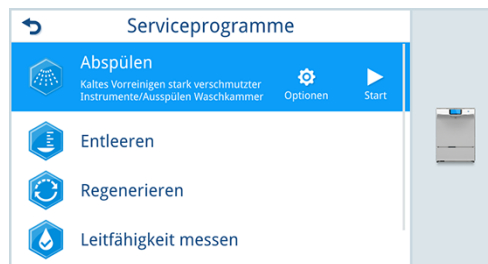 Serviceprogramme
Abspülen
Kaltes Vorreinigen stark verschmutzter
Instrumente/Ausspülen Waschkammer
Optionen
Start
Entleeren
Regenerieren
Leitfähigkeit messen